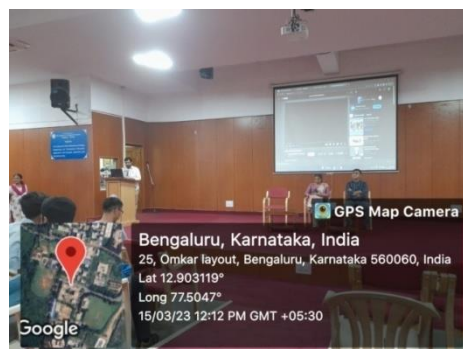 GPS Map Camera
Bengaluru, Karnataka, India
25, Omkar layout, Bengaluru, Karnataka 560060, India
Lat 12.903119°
Long 77.5047°
15/03/23 12:12 PM GMT +05:30
Google